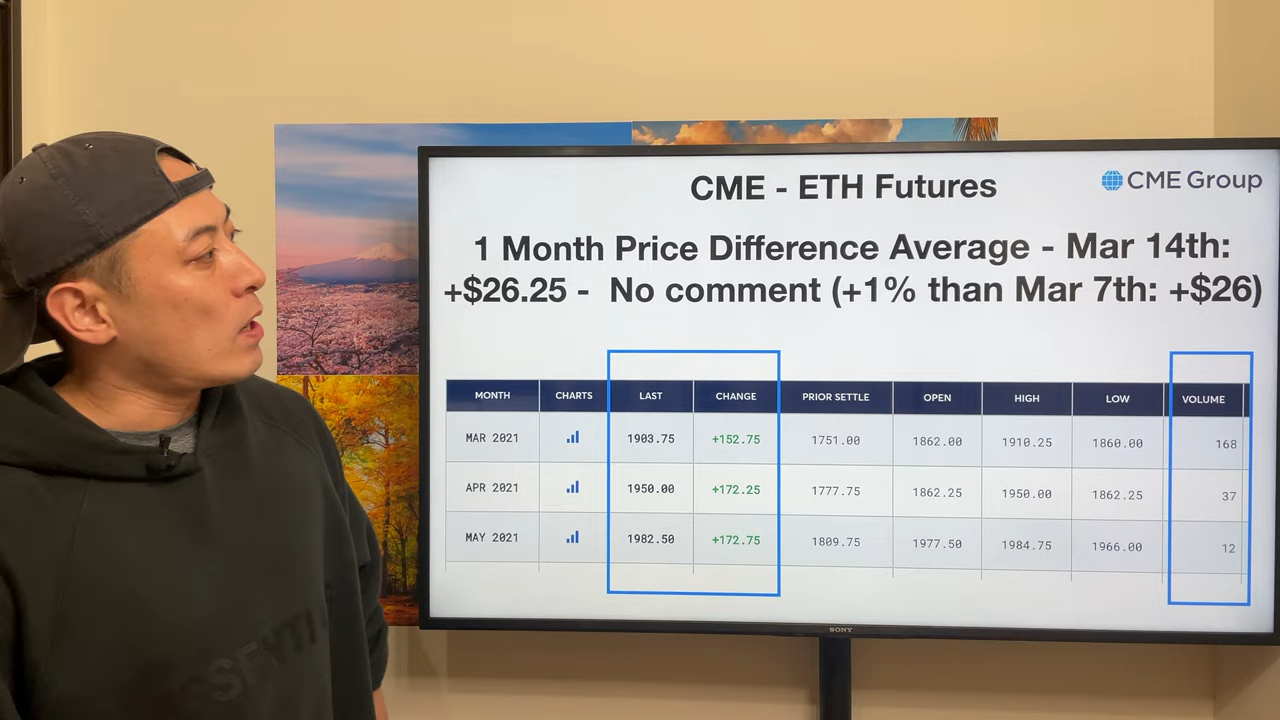 CME - ETH Futures
CME Group
1 Month Price Difference Average - Mar 14th:
+$26.25 - No comment (+1% than Mar 7th: +$26)
MONTH CHARTS LAST CHANGE PRIOR SETTLE OPEN HIGH LOW VOLUME
MAR 2021 1903.75 +152.75 1751.00 1862.00 1910.25 1860.00 168
APR 2021 1950.00 +172.25 1777.75 1862.25 1950.00 1862.25 37
MAY 2021 1982.50 +172.75 1809.75 1977.50 1984.75 1966.00 12
SONY